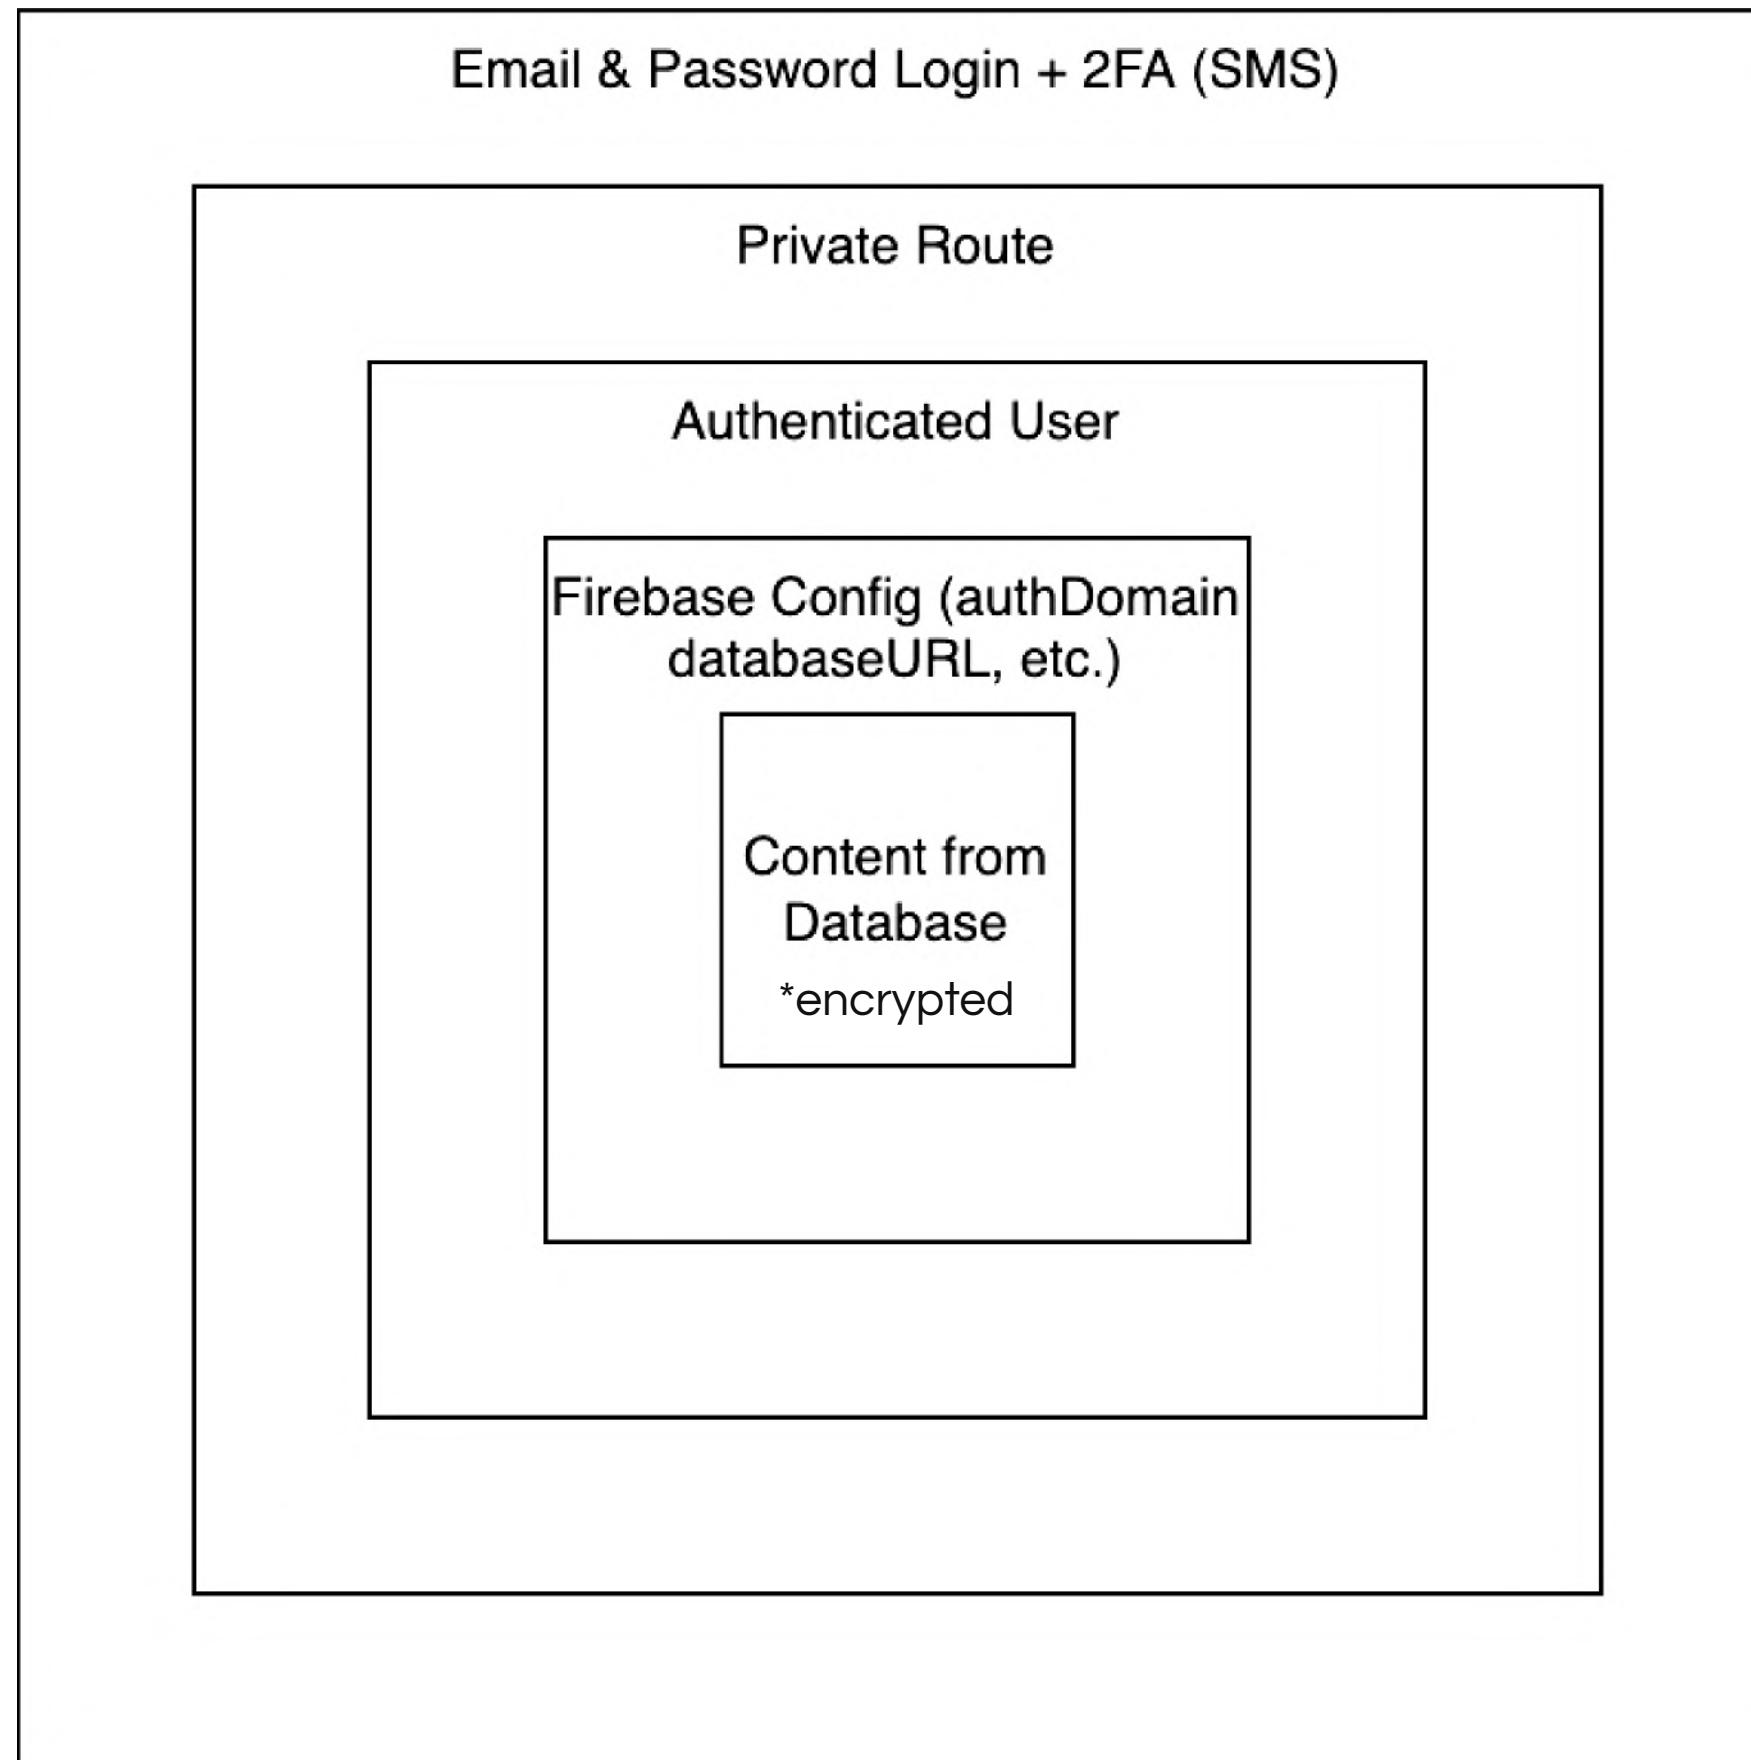 Email & Password Login + 2FA (SMS)
Private Route
Authenticated User
Firebase Config (authDomain
databaseURL, etc.)
Content from
Database
*encrypted